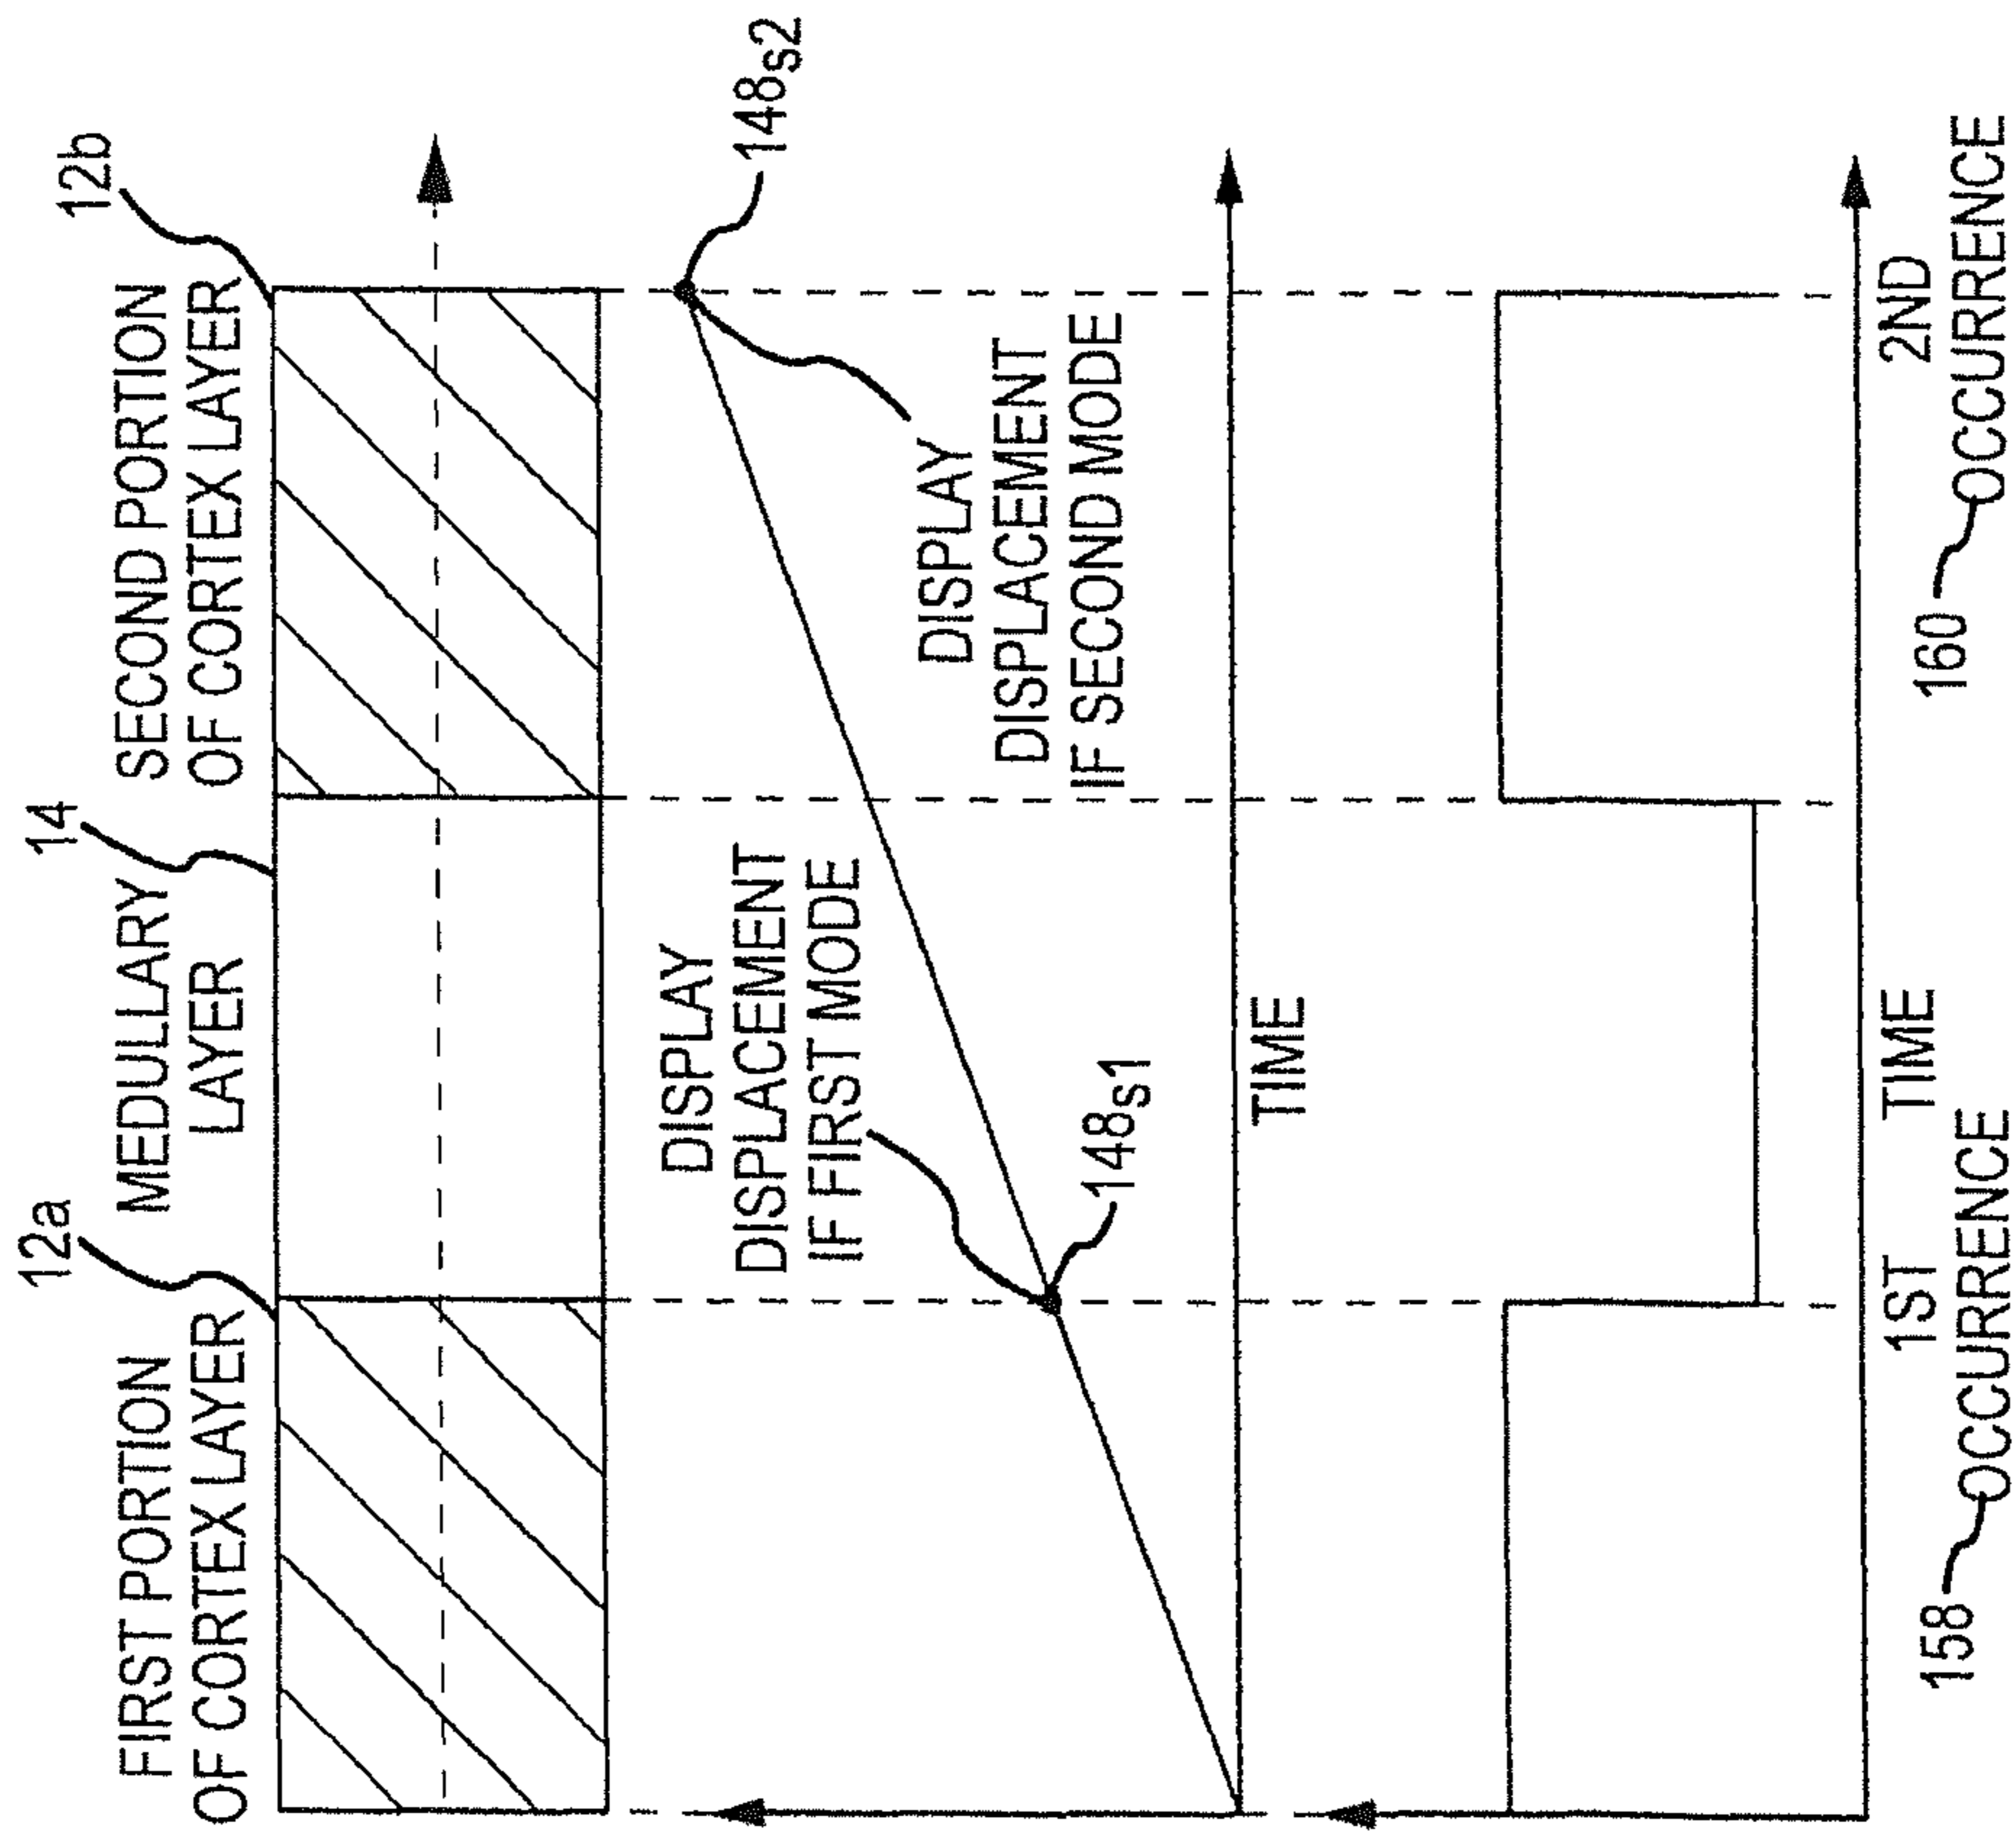 12a
14
12b
FIRST PORTION
OF CORTEX LAYER
MEDULLARY
LAYER
SECOND PORTION
OF CORTEX LAYER
148s2
DISPLAY
DISPLACEMENT
IF FIRST MODE
DISPLAY
DISPLACEMENT
IF SECOND MODE
148s1
TIME
1ST
158 OCCURRENCE
TIME
2ND
160 OCCURRENCE